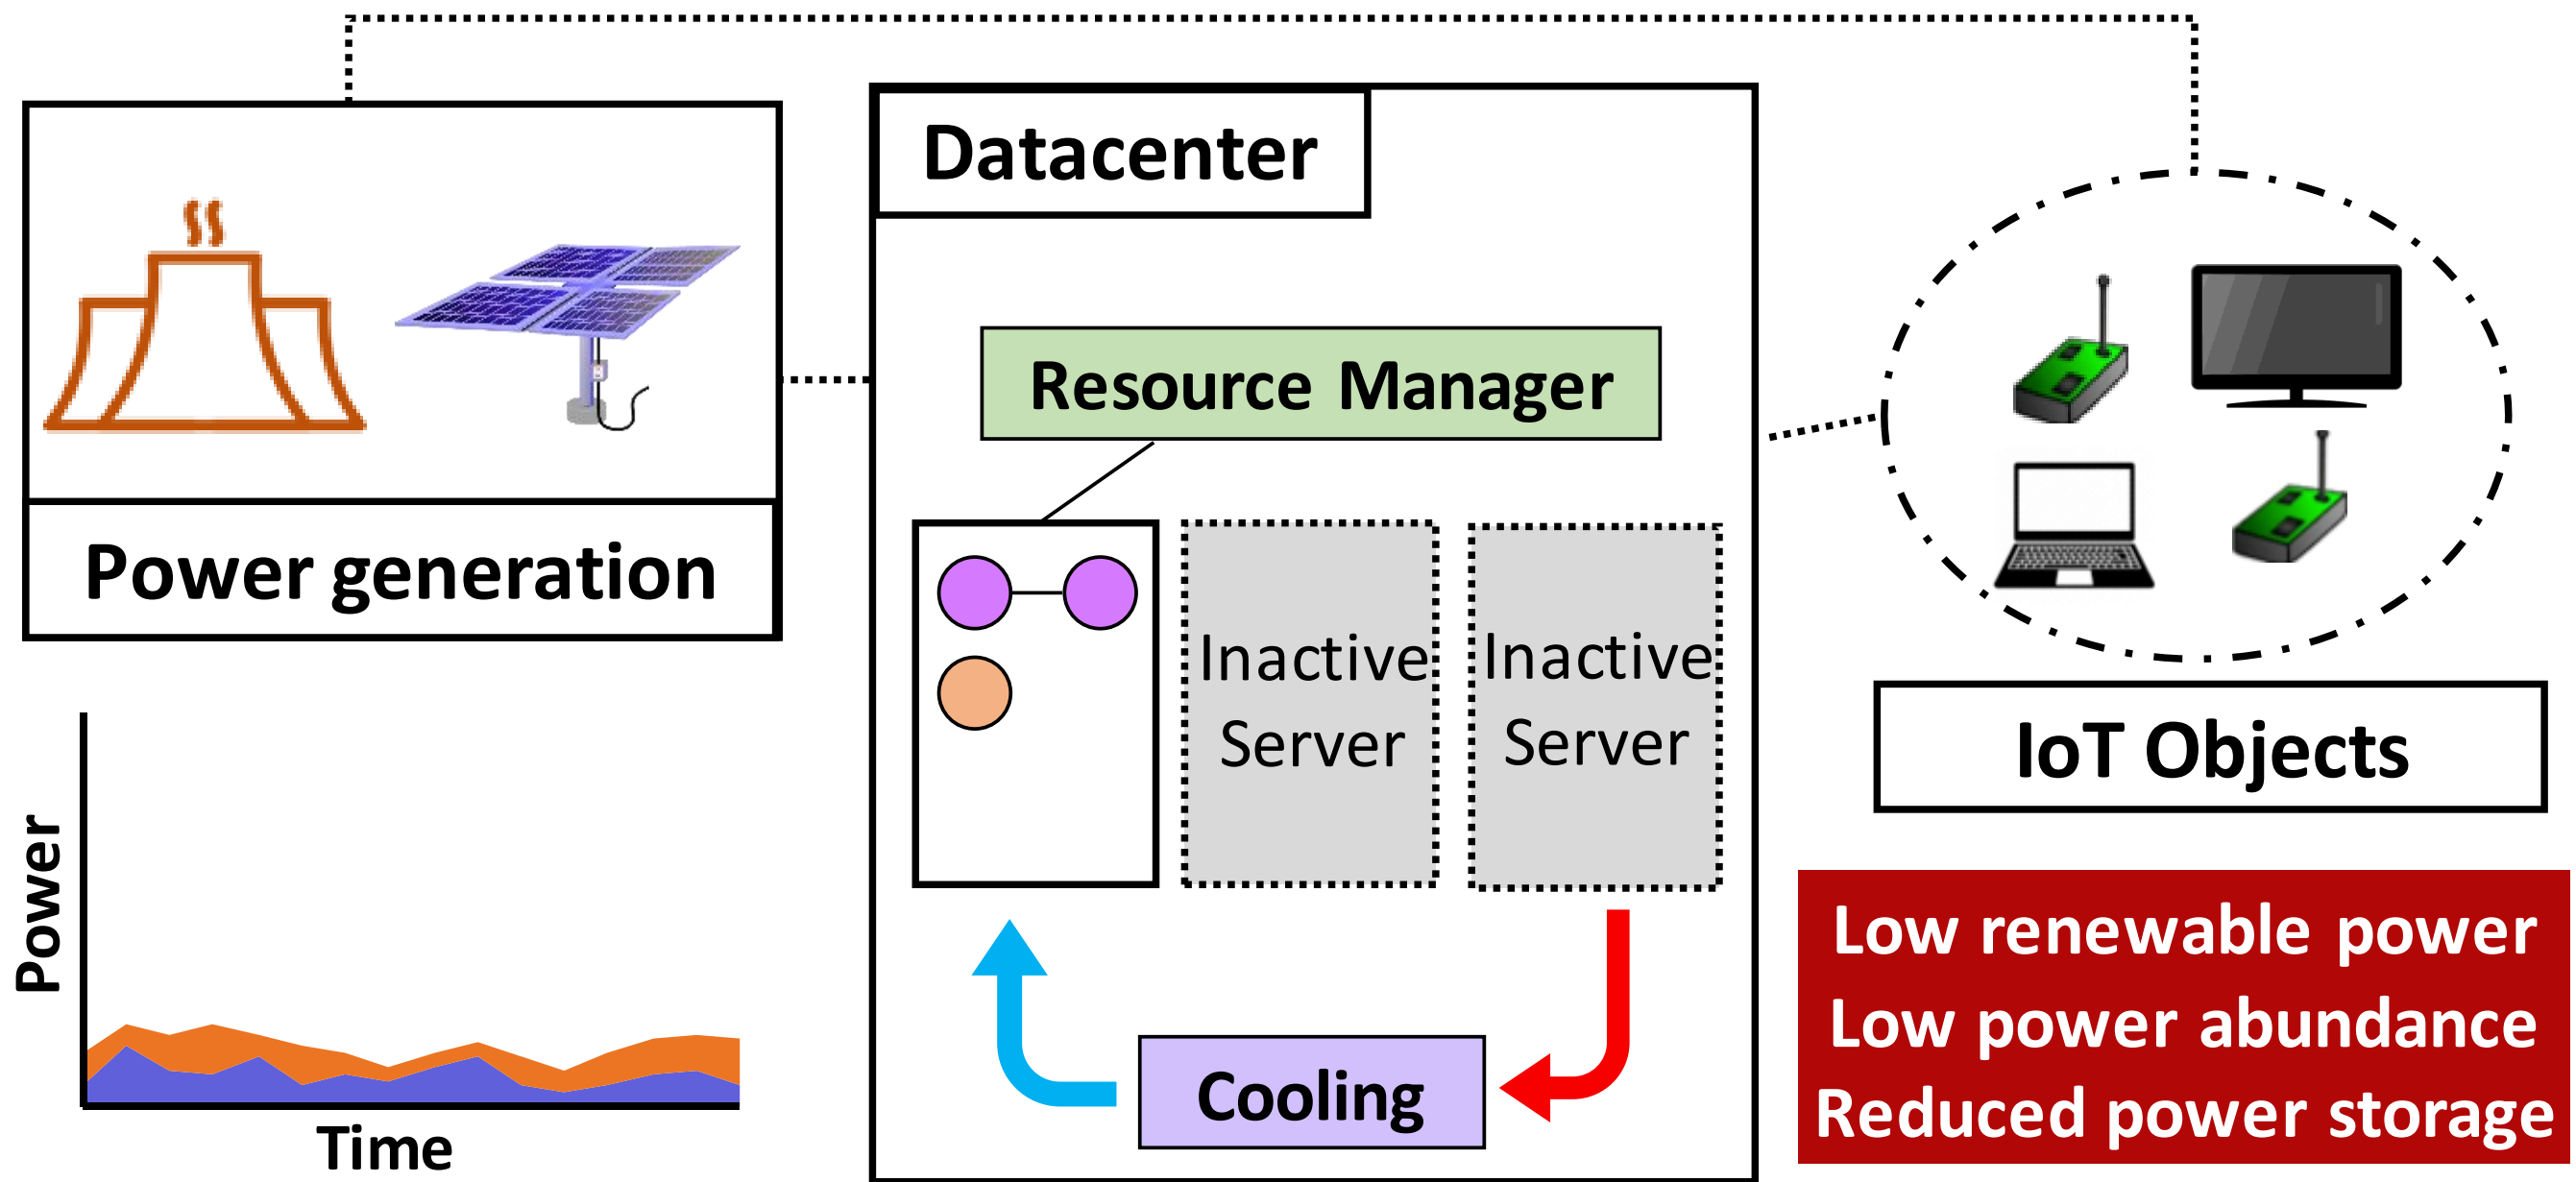 Datacenter
Resource Manager
Power generation
Inactive
Server
Inactive
Server
IoT Objects
Power
Time
Cooling
Low renewable power
Low power abundance
Reduced power storage